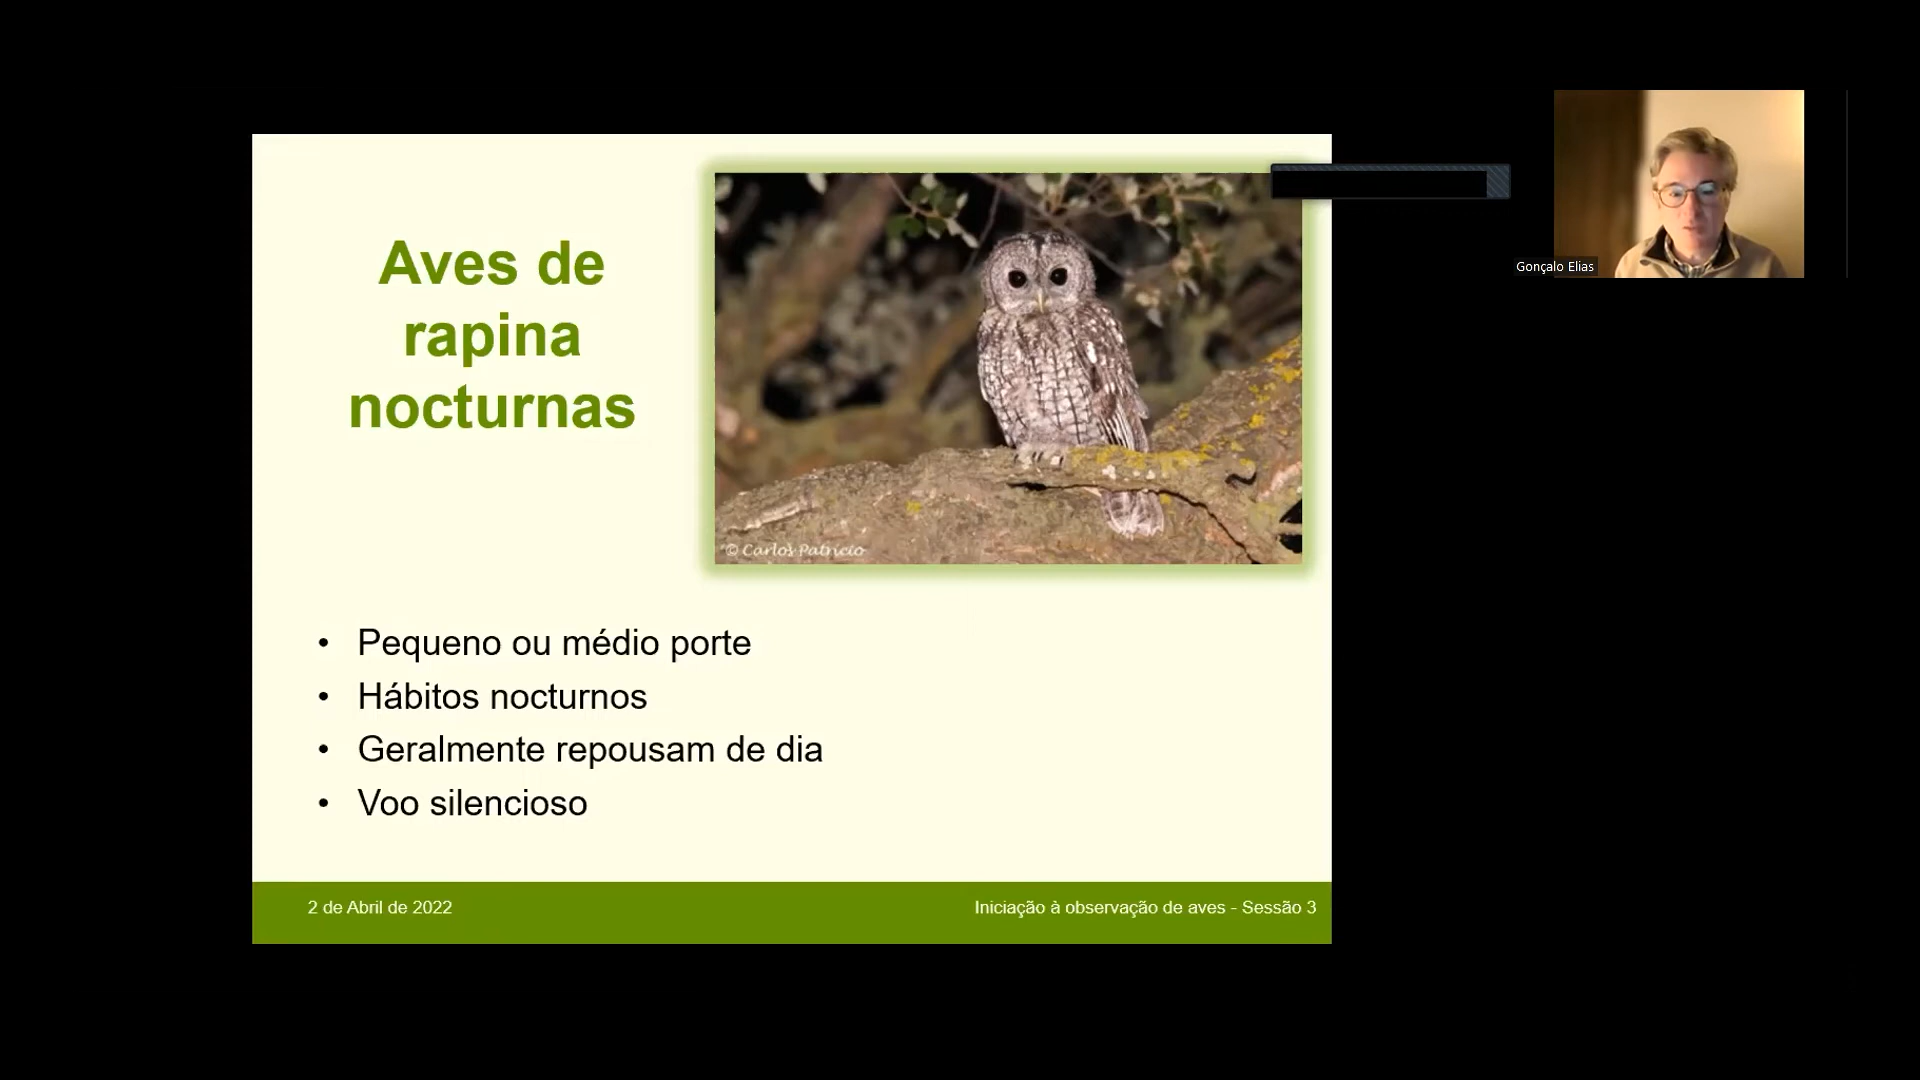 Aves de
rapina
nocturnas
© Carlos Patrício
• Pequeno ou médio porte
• Hábitos nocturnos
• Geralmente repousam de dia
• Voo silencioso
2 de Abril de 2022
Iniciação à observação de aves - Sessão 3
Gonçalo Elias